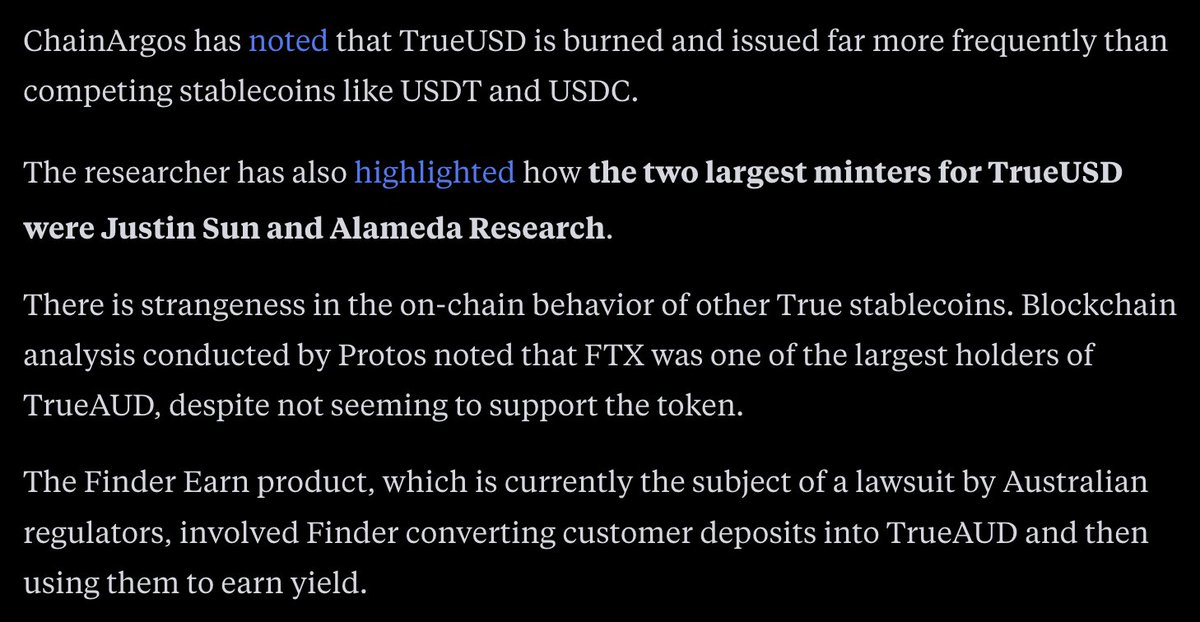 ChainArgos has noted that TrueUSD is burned and issued far more frequently than
competing stablecoins like USDT and USDC.
The researcher has also highlighted how the two largest minters for TrueUSD
were Justin Sun and Alameda Research.
There is strangeness in the on-chain behavior of other True stablecoins. Blockchain
analysis conducted by Protos noted that FTX was one of the largest holders of
TrueAUD, despite not seeming to support the token.
The Finder Earn product, which is currently the subject of a lawsuit by Australian
regulators, involved Finder converting customer deposits into TrueAUD and then
using them to earn yield.